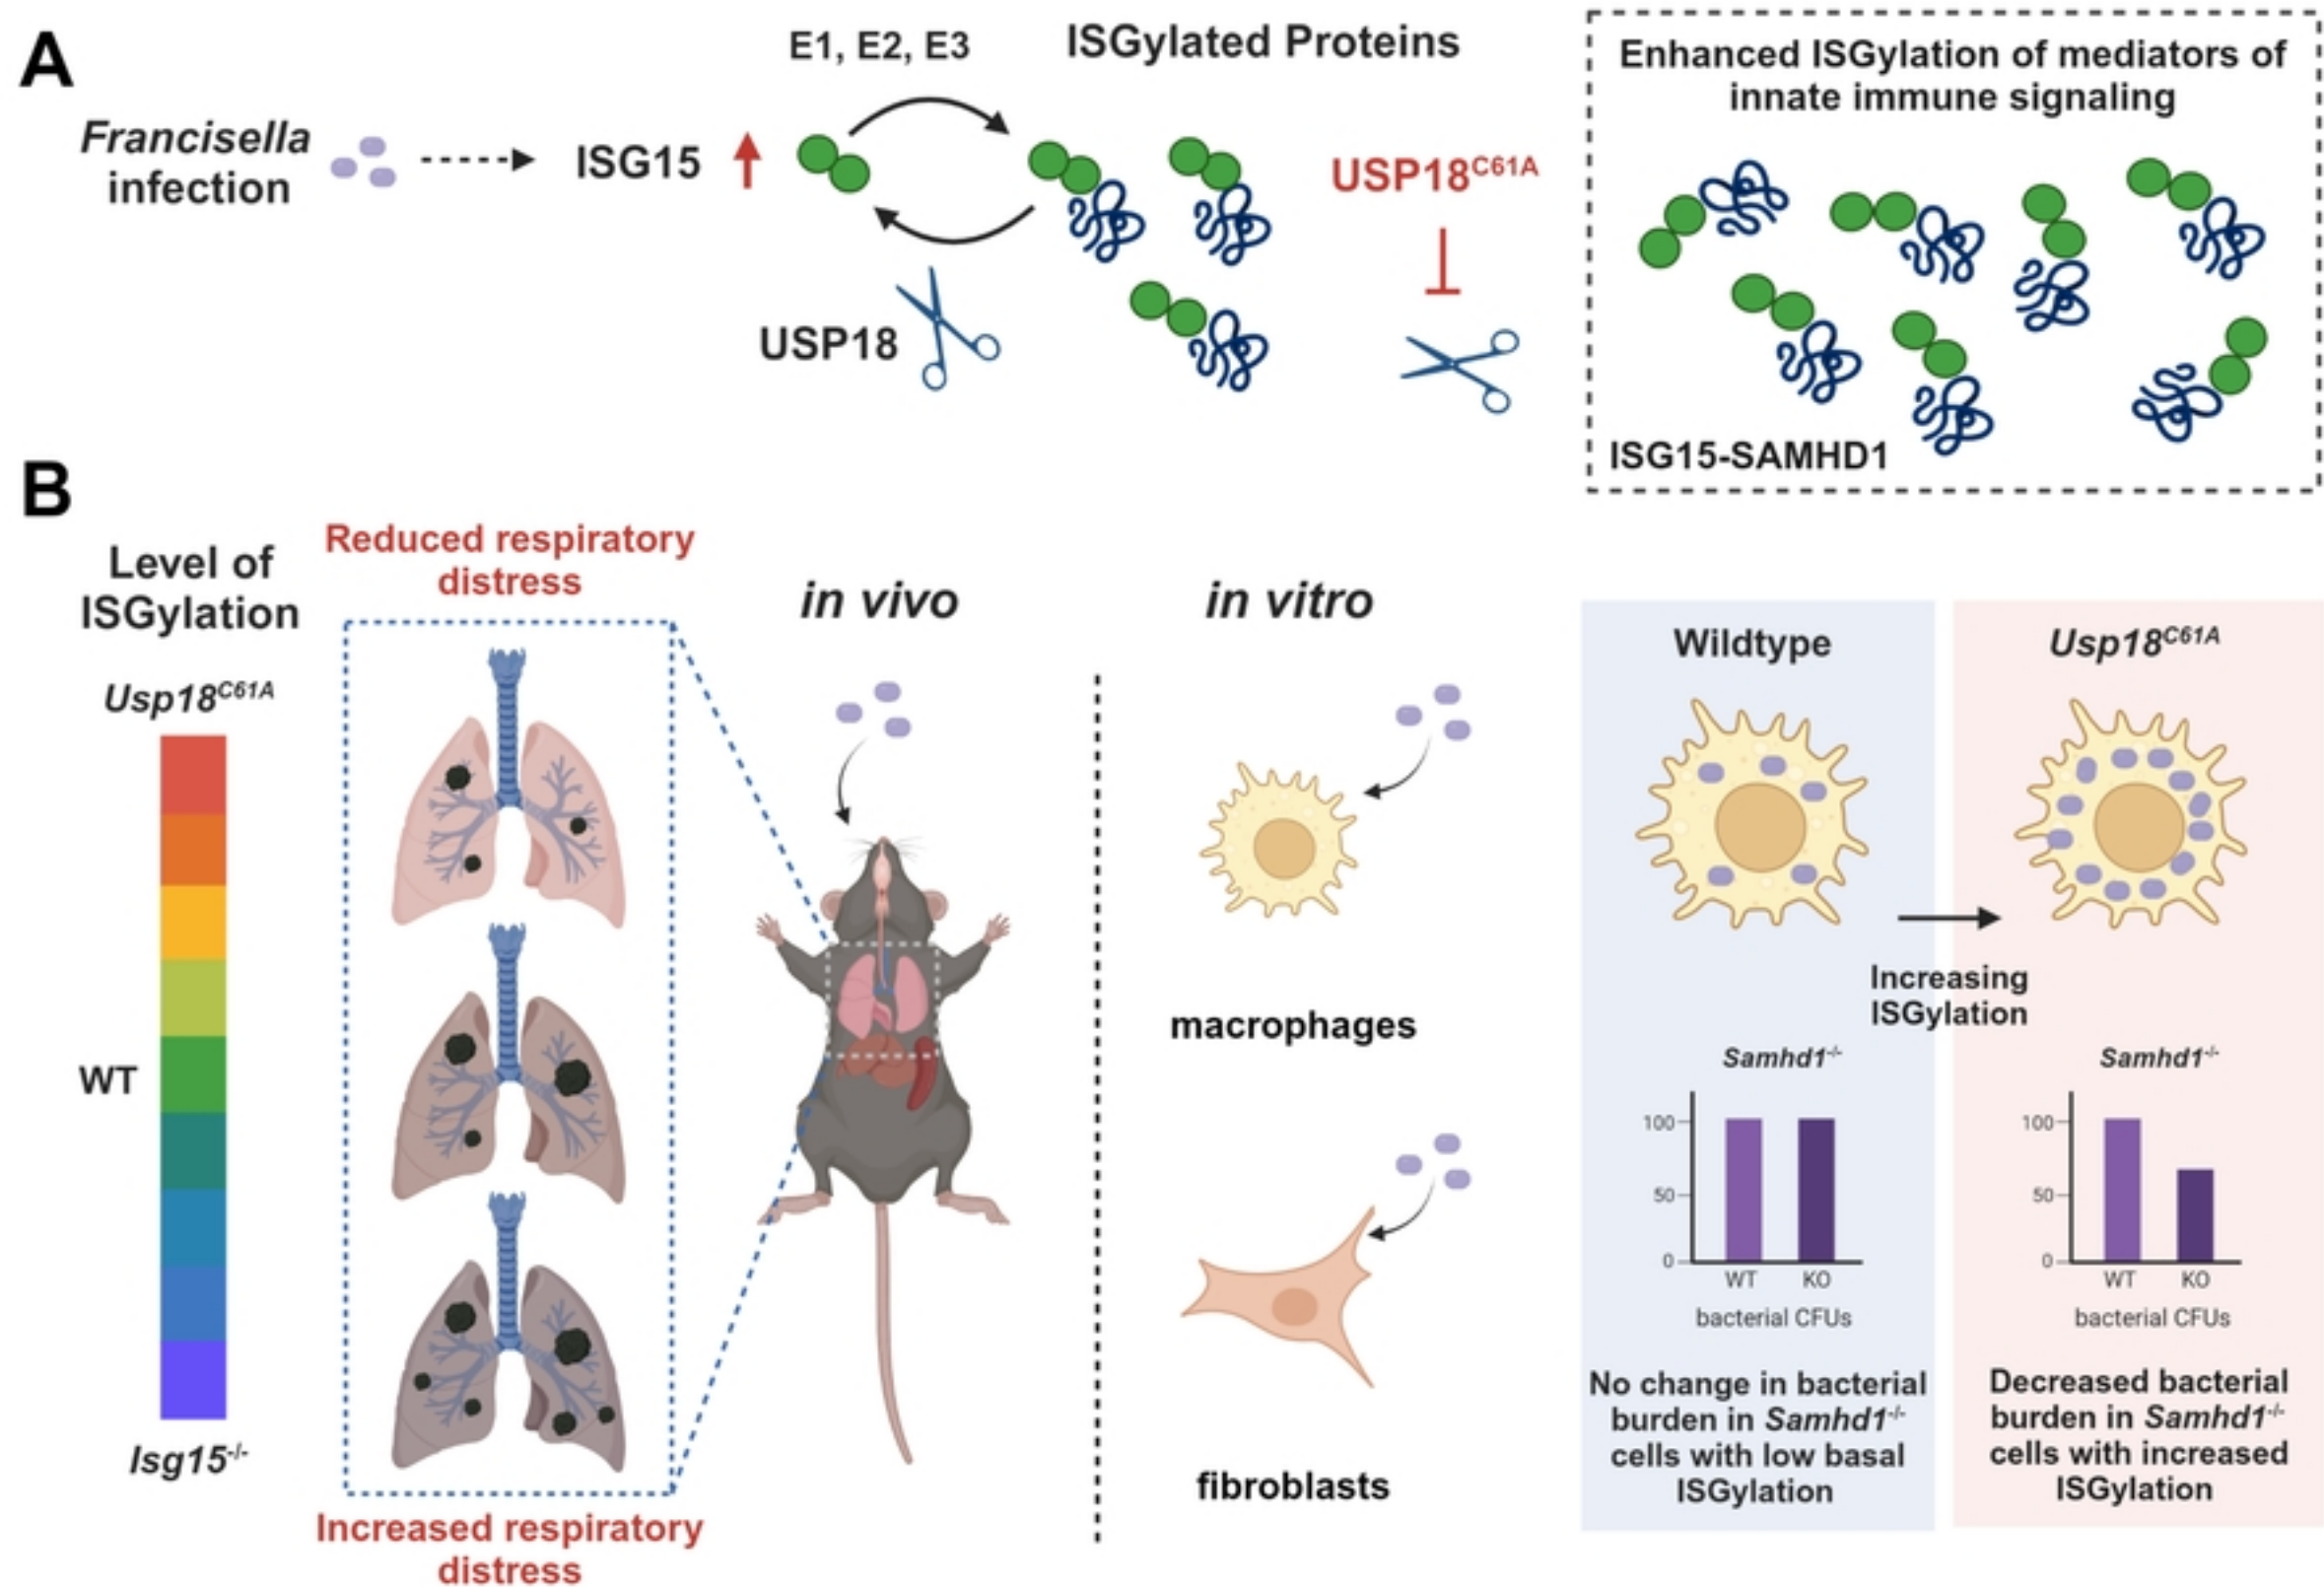 A
Francisella
infection
ISG15
E1, E2, E3
USP18
ISGylated Proteins
USP18C61A
Enhanced ISGylation of mediators of
innate immune signaling
ISG15-SAMHD1
B
Level of
ISGylation
Usp18C61A
WT
Isg15-/-
Reduced respiratory
distress
Increased respiratory
distress
in vivo
in vitro
macrophages
fibroblasts
Wildtype
Usp18C61A
Increasing
ISGylation
Samhd1-/-
100
50
0
WT KO
bacterial CFUs
No change in bacterial
burden in Samhd1-/-
cells with low basal
ISGylation
Samhd1-/-
100
50
0
WT KO
bacterial CFUs
Decreased bacterial
burden in Samhd1-/-
cells with increased
ISGylation